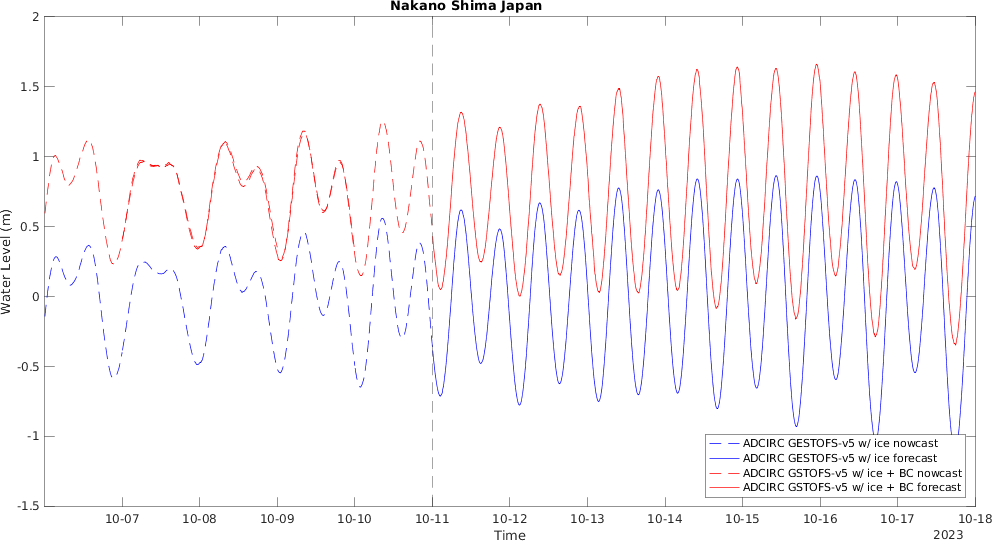 Nakano Shima Japan
2
1.5
1
0.5
0
-0.5
-1
-1.5
Water Level (m)
ADCIRC GESTOFS-v5 w/ ice nowcast
ADCIRC GESTOFS-v5 w/ ice forecast
ADCIRC GSTOFS-v5 w/ ice + BC nowcast
ADCIRC GSTOFS-v5 w/ ice + BC forecast
10-07 10-08 10-09 10-10 10-11 10-12 10-13 10-14 10-15 10-16 10-17 10-18
Time
2023